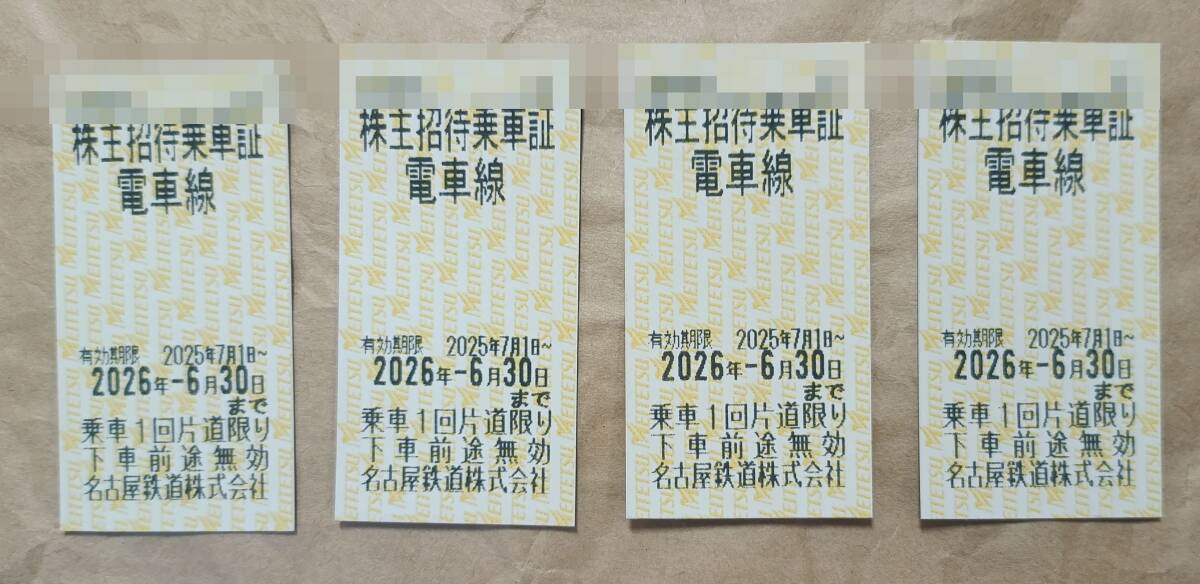 株主招待乗車証
電車線
有効期限 2025年7月1日~
2026年-6月30日
まで
乗車1回片道限り
下車前途無効
名古屋鉄道株式会社
株主招待乗車証
電車線
有効期限 2025年7月1日~
2026年-6月30日
まで
乗車1回片道限り
下車前途無効
名古屋鉄道株式会社
株主招待乗車証
電車線
有効期限 2025年7月1日~
2026年-6月30日
まで
乗車1回片道限り
下車前途無効
名古屋鉄道株式会社
株主招待乗車証
電車線
有効期限 2025年7月1日~
2026年-6月30日
まで
乗車1回片道限り
下車前途無効
名古屋鉄道株式会社
MEITSU